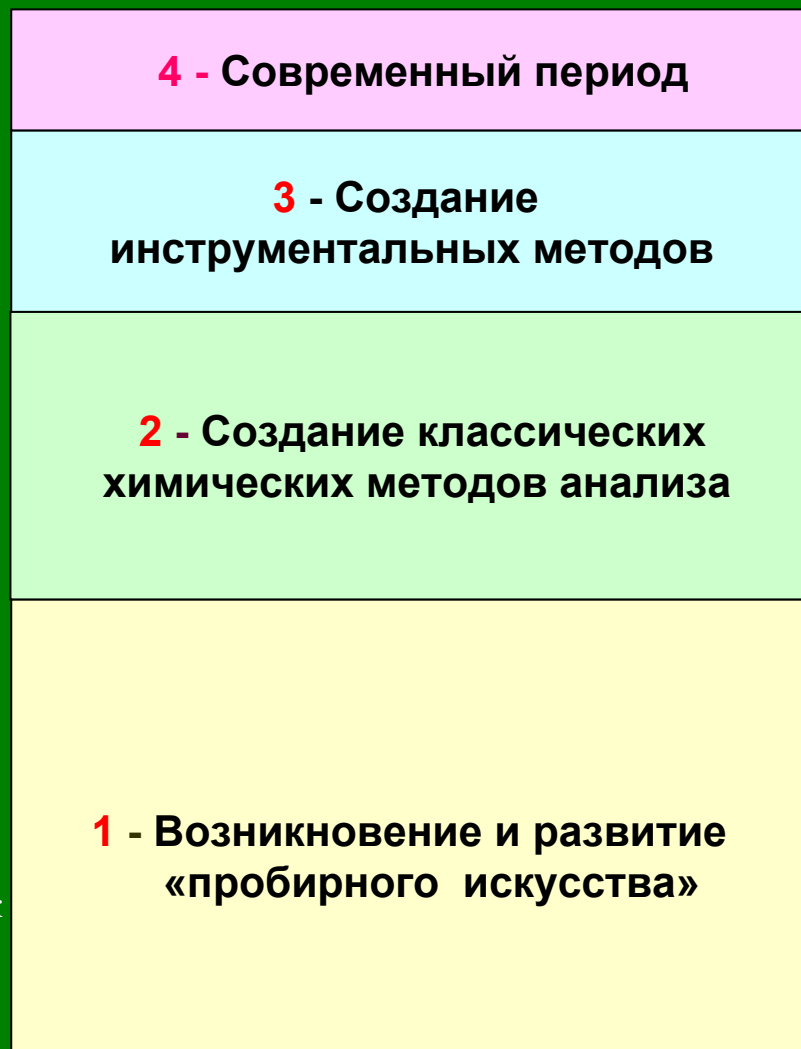 4 - Современный период
3 - Создание
инструментальных методов
2 - Создание классических
химических методов анализа
1 - Возникновение и развитие
«пробирного искусства»